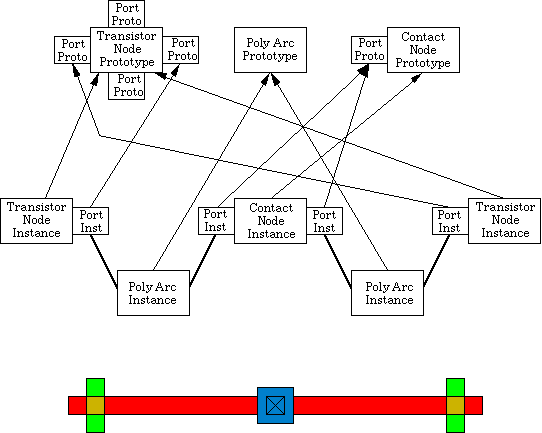 Port
Proto
Port
Proto
Transistor
Node
Prototype
Port
Proto
Port
Proto
Poly Arc
Prototype
Port
Proto
Contact
Node
Prototype
Transistor
Node
Instance
Port
Inst
Port
Inst
Contact
Node
Instance
Port
Inst
Port
Inst
Transistor
Node
Instance
Poly Arc
Instance
Poly Arc
Instance